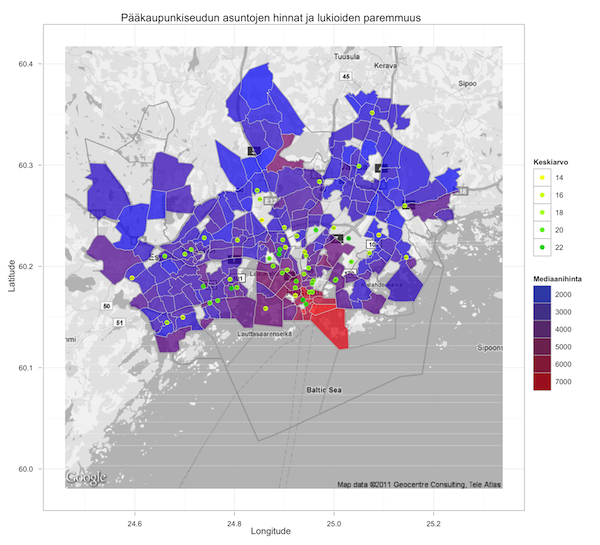 Pääkaupunkiseudun asuntojen hinnat ja lukioiden paremmuus
60.4
60.3
60.2
60.1
60.0
Latitude
Tuusula
Kerava
45
Sipoo
10
50
51
Lauttasaarenselkä
Sipoons
Baltic Sea
Google
Map data ©2011 Geocentre Consulting, Tele Atlas
24.6
24.8
25.0
25.2
Longitude
Keskiarvo
14
16
18
20
22
Mediaanihinta
2000
3000
4000
5000
6000
7000